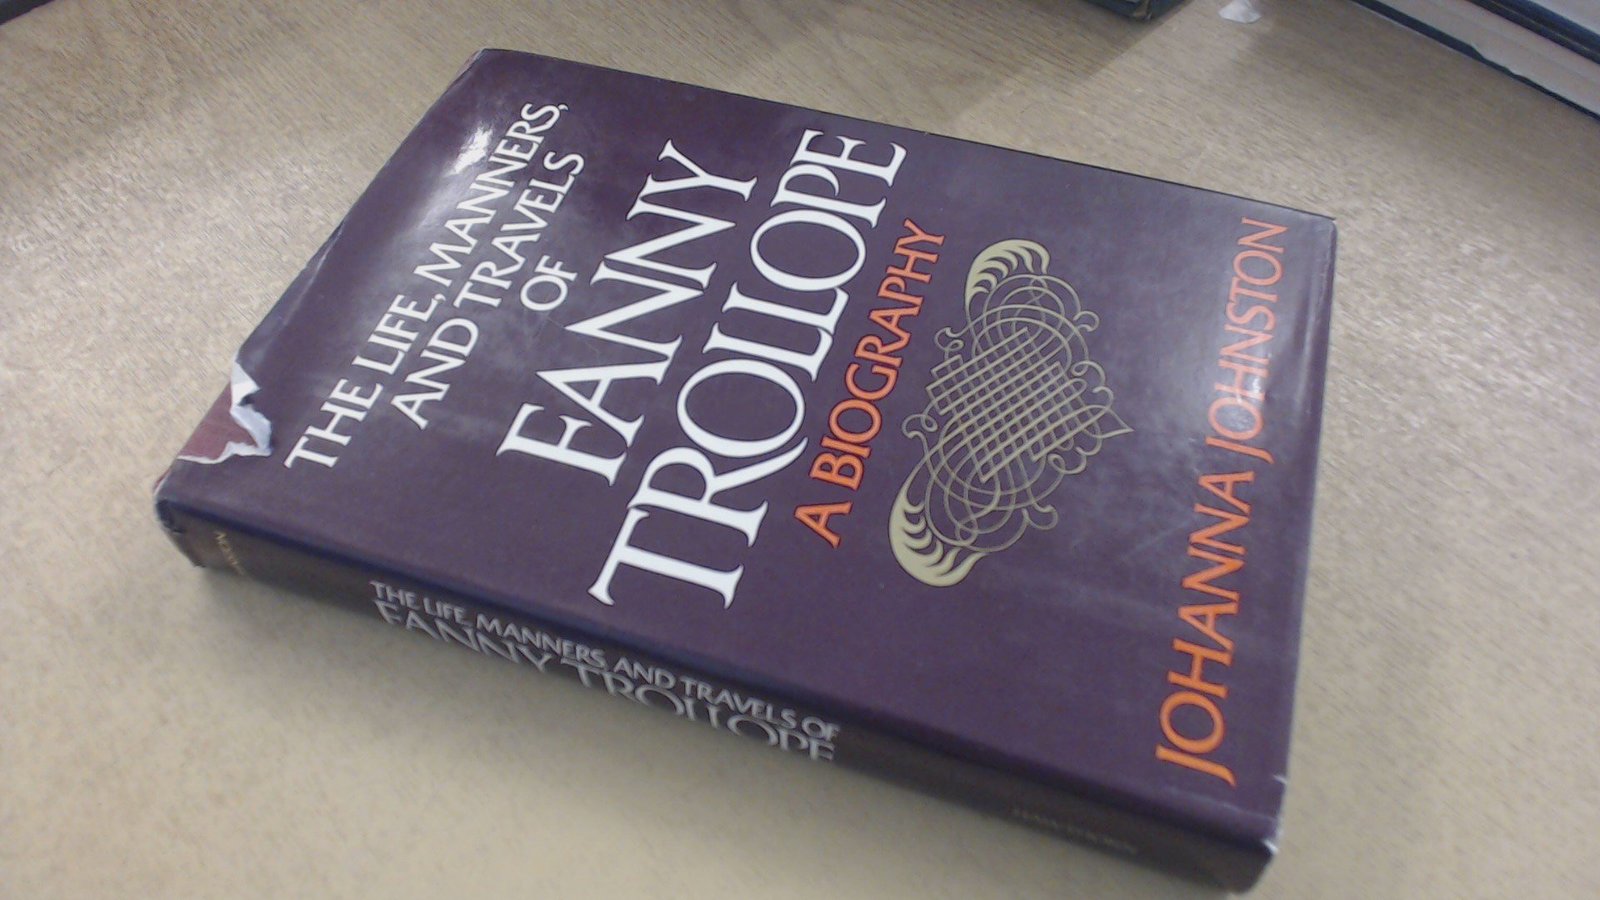 THE LIFE, MANNERS,
AND TRAVELS
OF
FANNY
TROLLOPE
A BIOGRAPHY
JOHANNA JOHNSTON
THE LIFE, MANNERS, AND TRAVELS OF
FANNY TROLLOPE